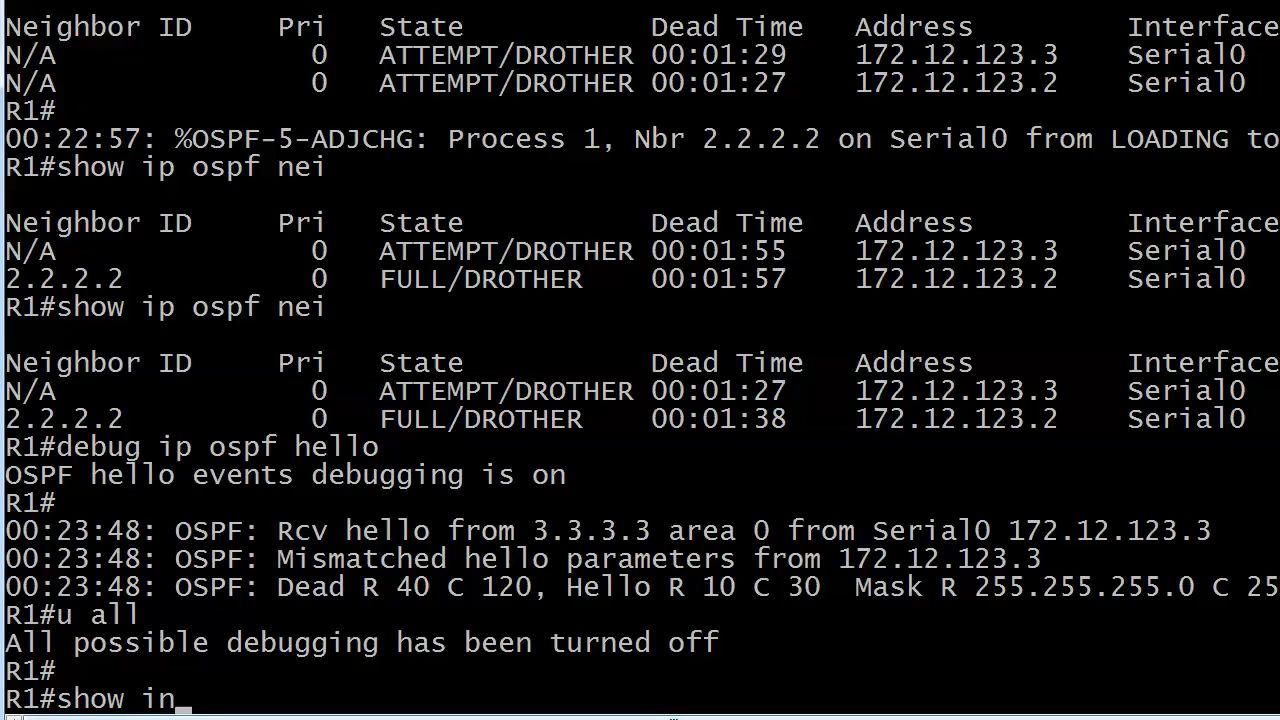 Neighbor ID     Pri   State           Dead Time   Address         Interface
N/A               0   ATTEMPT/DROTHER 00:01:29    172.12.123.3    Serial0
N/A               0   ATTEMPT/DROTHER 00:01:27    172.12.123.2    Serial0
R1#
00:22:57: %OSPF-5-ADJCHG: Process 1, Nbr 2.2.2.2 on Serial0 from LOADING to
R1#show ip ospf nei
Neighbor ID     Pri   State           Dead Time   Address         Interface
N/A               0   ATTEMPT/DROTHER 00:01:55    172.12.123.3    Serial0
2.2.2.2           0   FULL/DROTHER    00:01:57    172.12.123.2    Serial0
R1#show ip ospf nei
Neighbor ID     Pri   State           Dead Time   Address         Interface
N/A               0   ATTEMPT/DROTHER 00:01:27    172.12.123.3    Serial0
2.2.2.2           0   FULL/DROTHER    00:01:38    172.12.123.2    Serial0
R1#debug ip ospf hello
OSPF hello events debugging is on
R1#
00:23:48: OSPF: Rcv hello from 3.3.3.3 area 0 from Serial0 172.12.123.3
00:23:48: OSPF: Mismatched hello parameters from 172.12.123.3
00:23:48: OSPF: Dead R 40 C 120, Hello R 10 C 30  Mask R 255.255.255.0 C 25
R1#u all
All possible debugging has been turned off
R1#
R1#show in